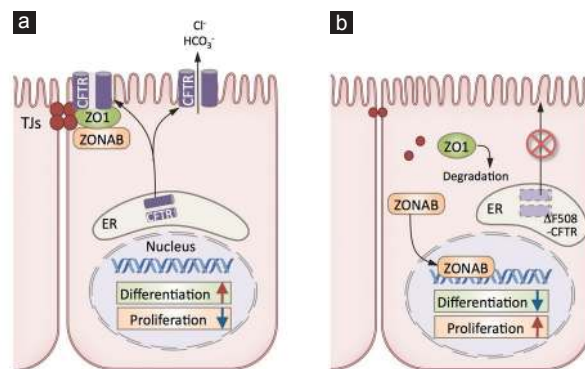 a
Cl⁻
HCO₃⁻
CFTR
CFTR
TJs
ZO1
ZONAB
ER
CFTR
Nucleus
Differentiation
Proliferation
b
ZO1
Degradation
ZONAB
ER
ΔF508
-CFTR
ZONAB
Differentiation
Proliferation